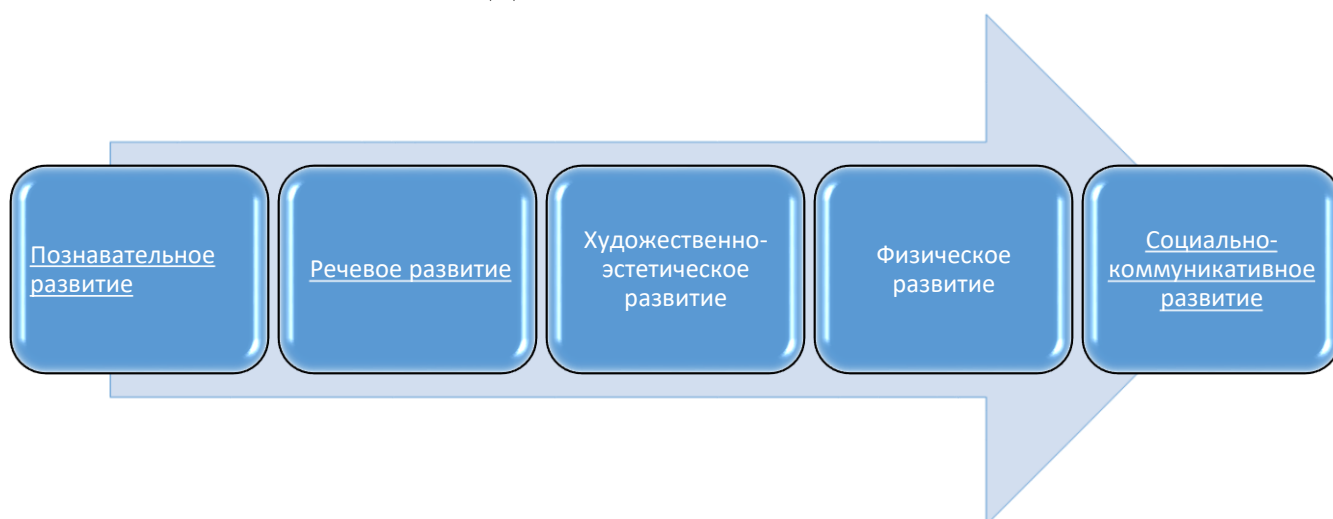 Познавательное
развитие
Речевое развитие
Художественно-
эстетическое
развитие
Физическое
развитие
Социально-
коммуникативное
развитие